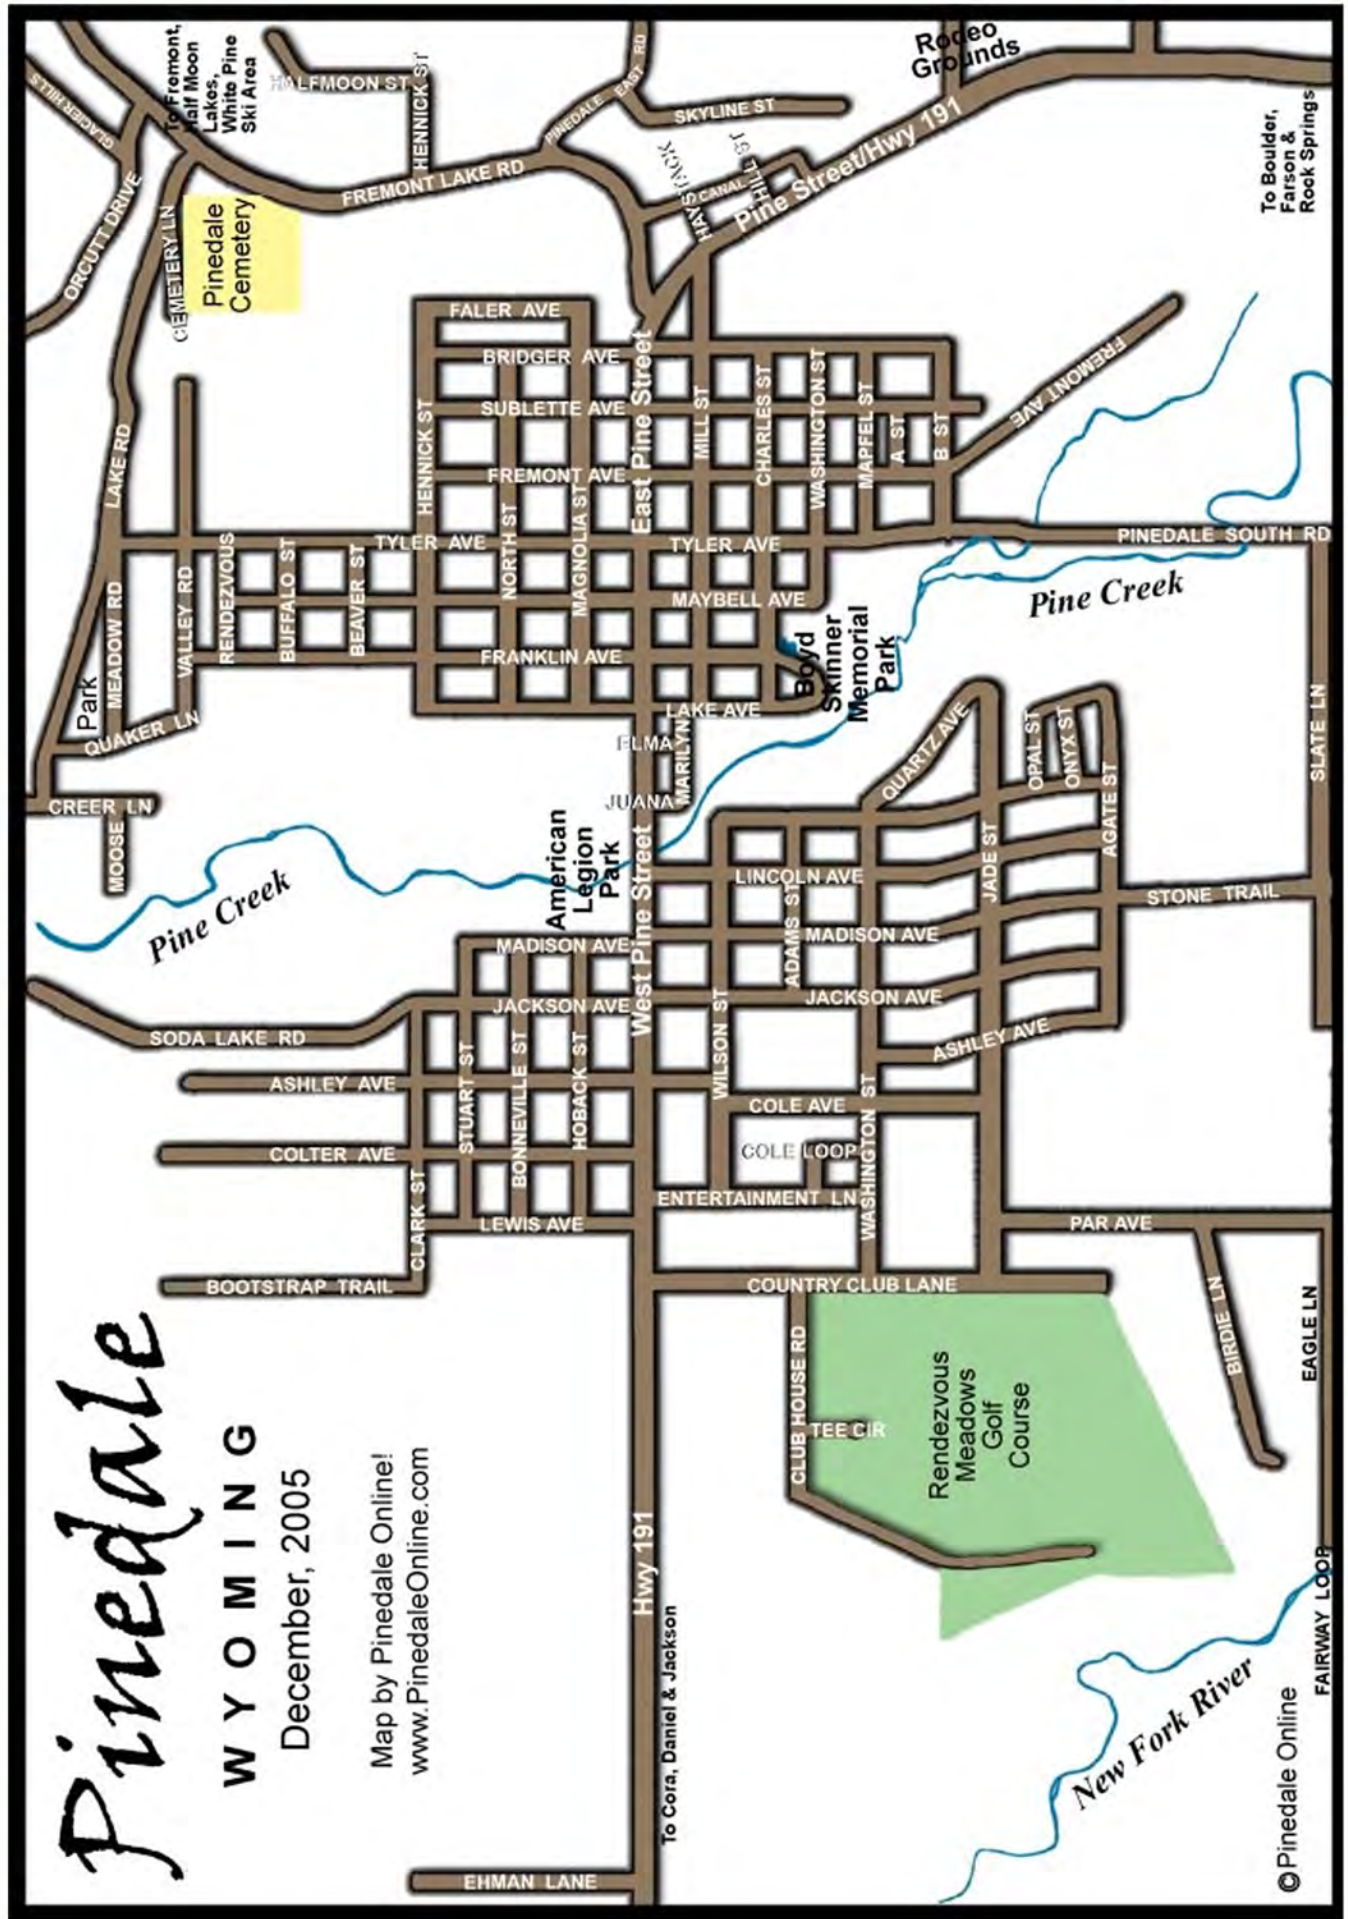 Pinedale
WYOMING
December, 2005
Map by Pinedale Online!
www.PinedaleOnline.com
To Fremont,
Half Moon
Lakes,
White Pine
Ski Area
GLACIER HILLS
ORCUTT DRIVE
CEMETERY LN
Pinedale
Cemetery
HALFMOON ST
HENNICK ST
FREMONT LAKE RD
PINEDALE EAST RD
SKYLINE ST
HAYSTACK
HILL ST
CANAL
Pine Street/Hwy 191
Rodeo
Grounds
To Boulder,
Farson &
Rock Springs
LAKE RD
FALER AVE
BRIDGER AVE
SUBLETTE AVE
FREMONT AVE
HENNICK ST
NORTH ST
MAGNOLIA ST
East Pine Street
MILL ST
CHARLES ST
WASHINGTON ST
MAPFEL ST
A ST
B ST
FREMONT AVE
TYLER AVE
TYLER AVE
PINEDALE SOUTH RD
MEADOW RD
VALLEY RD
RENDEZVOUS
BUFFALO ST
BEAVER ST
MAYBELL AVE
FRANKLIN AVE
LAKE AVE
Pine Creek
Boyd
Skinner
Memorial
Park
Park
QUAKER LN
CREER LN
MOOSE
ELMA
MARILYN
JUANA
American
Legion
Park
Pine Creek
QUARTZ AVE
OPAL ST
ONYX ST
AGATE ST
JADE ST
SLATE LN
STONE TRAIL
West Pine Street
LINCOLN AVE
ADAMS ST
MADISON AVE
MADISON AVE
JACKSON AVE
JACKSON AVE
SODA LAKE RD
ASHLEY AVE
ASHLEY AVE
STUART ST
BONNEVILLE ST
HOBACK ST
WILSON ST
COLE AVE
COLE LOOP
WASHINGTON ST
COLTER AVE
CLARK ST
LEWIS AVE
ENTERTAINMENT LN
BOOTSTRAP TRAIL
COUNTRY CLUB LANE
PAR AVE
BIRDIE LN
EAGLE LN
CLUB HOUSE RD
TEE CIR
Rendezvous
Meadows
Golf
Course
Hwy 191
To Cora, Daniel & Jackson
FAIRWAY LOOP
New Fork River
EHMAN LANE
©Pinedale Online